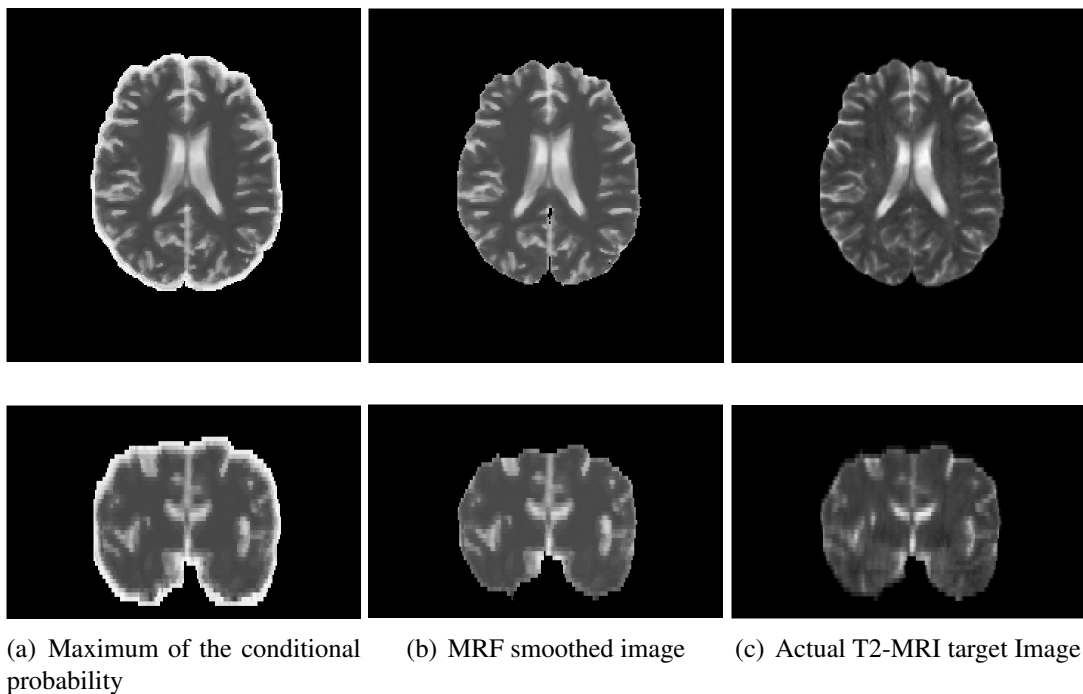 (a) Maximum of the conditional
probability
(b) MRF smoothed image
(c) Actual T2-MRI target Image